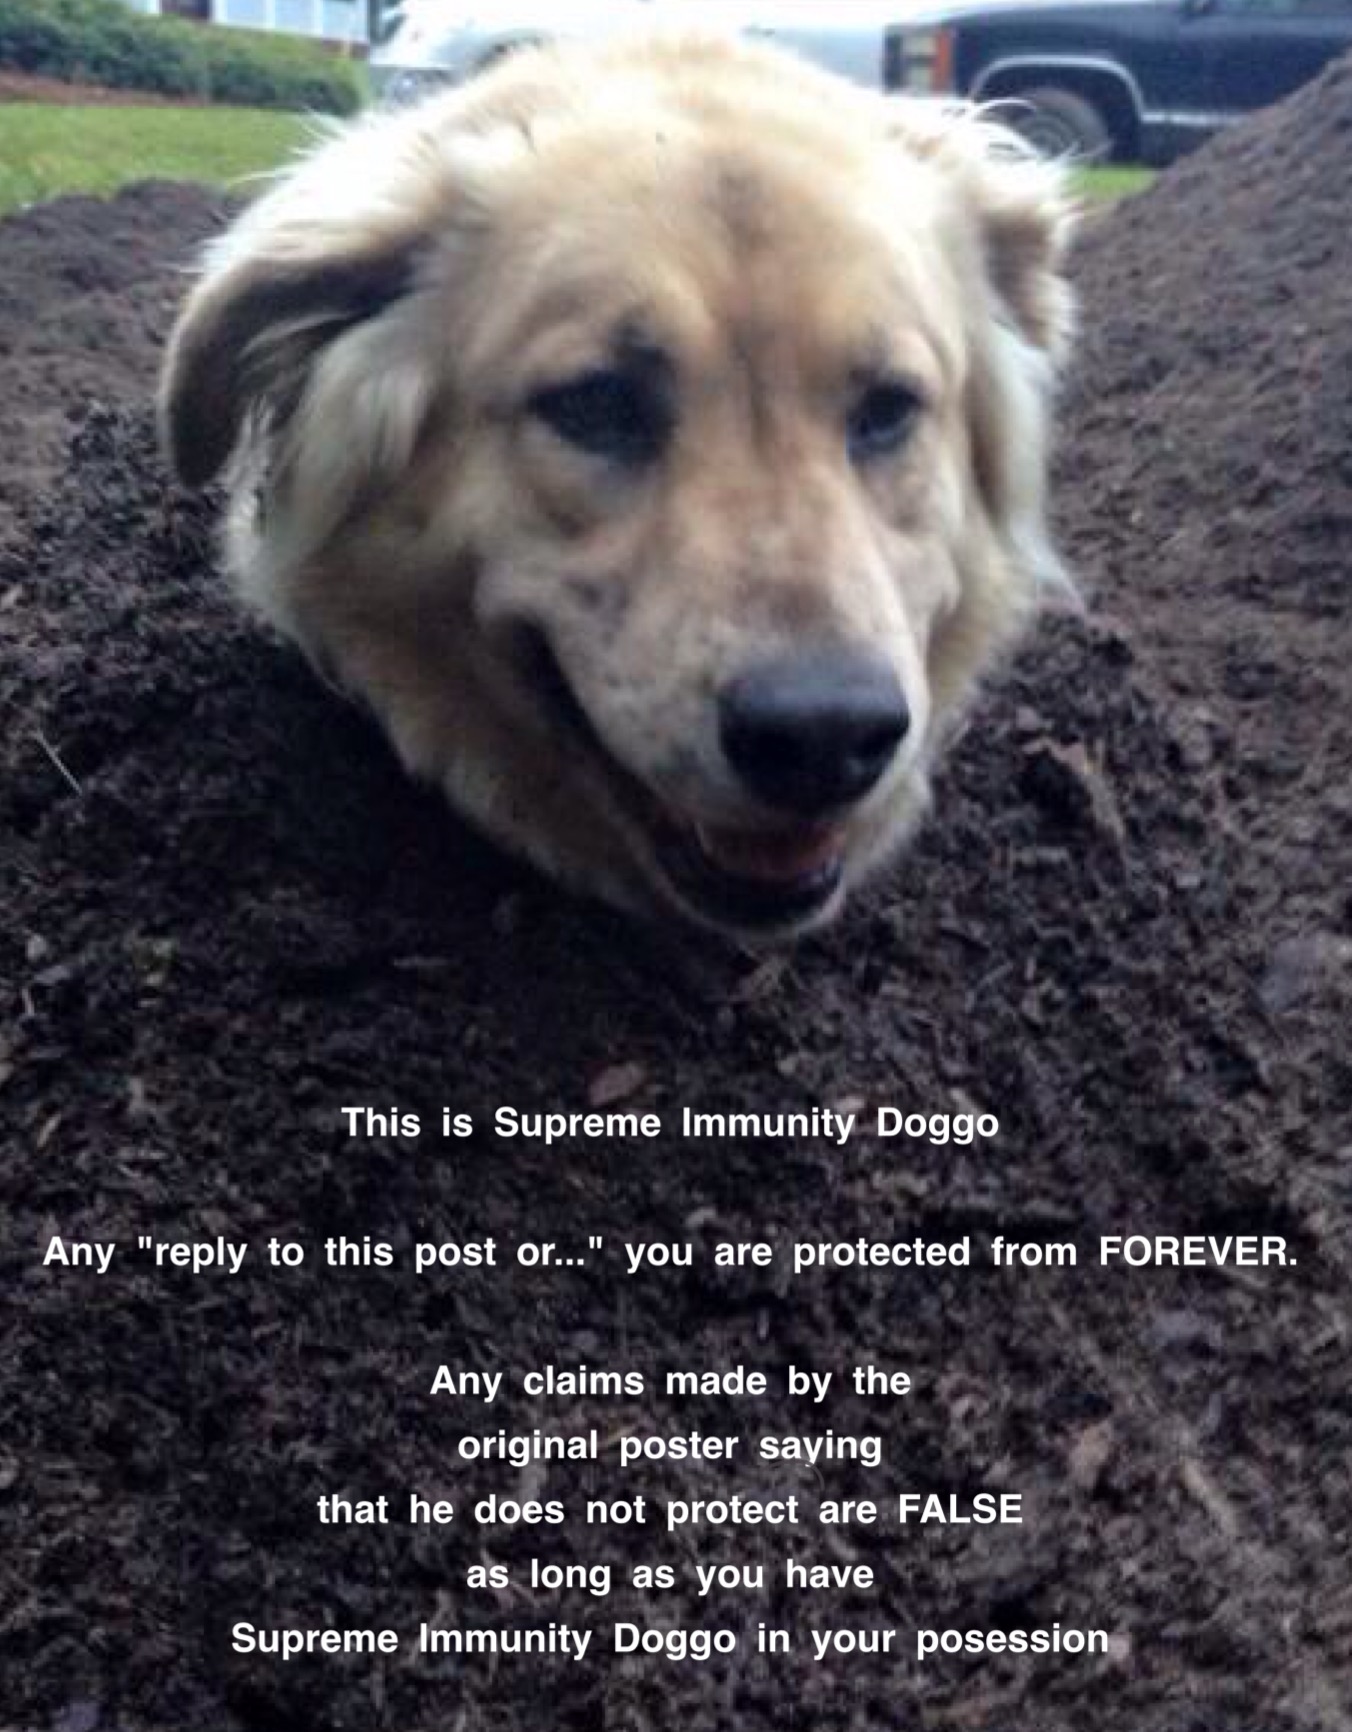 This is Supreme Immunity Doggo
Any "reply to this post or..." you are protected from FOREVER.
Any claims made by the
original poster saying
that he does not protect are FALSE
as long as you have
Supreme Immunity Doggo in your posession